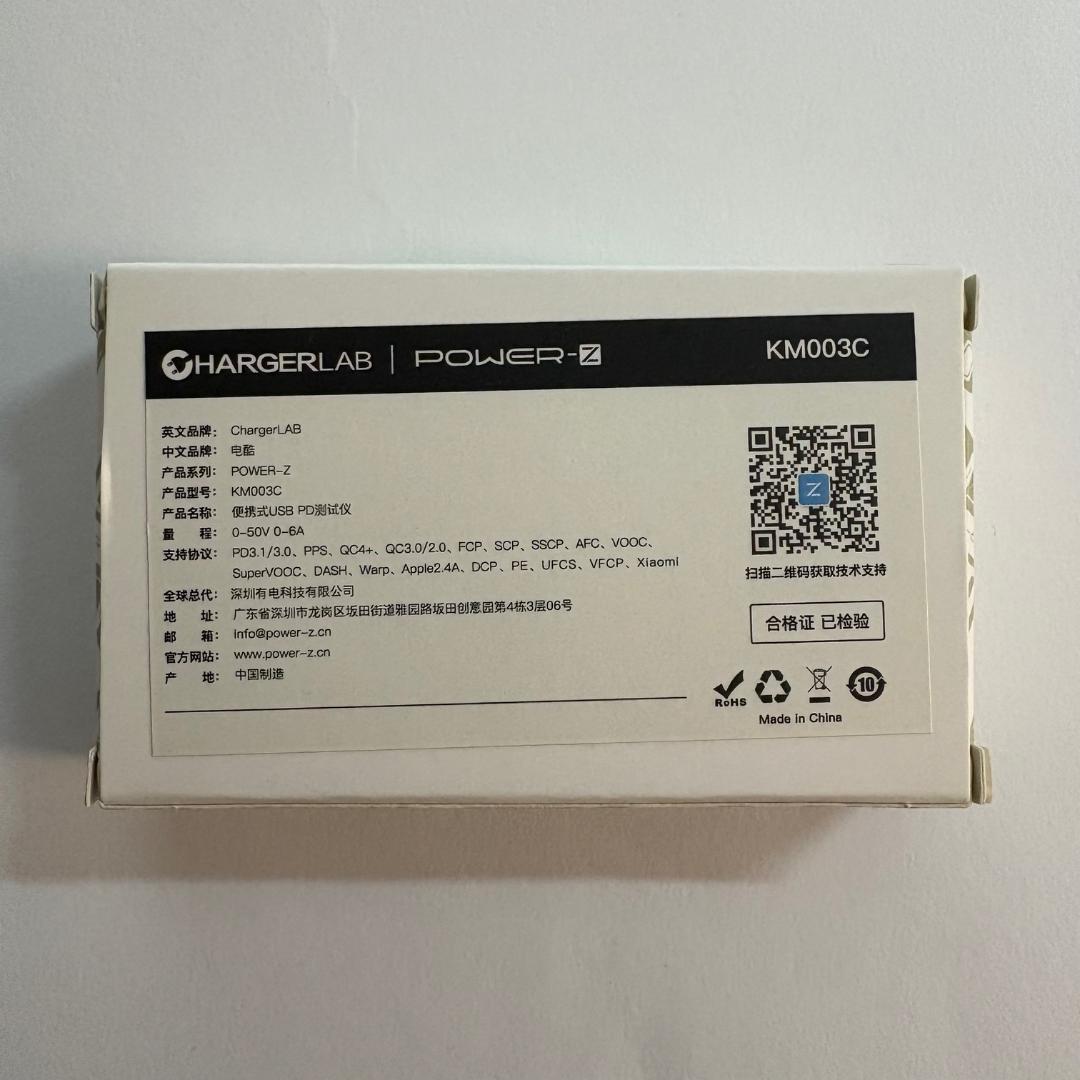 CHARGERLAB | POWER-Z KM003C
英文品牌: ChargerLAB
中文品牌: 电酷
产品系列: POWER-Z
产品型号: KM003C
产品名称: 便携式USB PD测试仪
量 程: 0-50V 0-6A
支持协议: PD3.1/3.0、PPS、QC4+、QC3.0/2.0、FCP、SCP、SSCP、AFC、VOOC、
SuperVOOC、DASH、Warp、Apple2.4A、DCP、PE、UFCS、VFCP、Xiaomi
全球总代: 深圳有电科技有限公司
地 址: 广东省深圳市龙岗区坂田街道雅园路坂田创意园第4栋3层06号
邮 箱: info@power-z.cn
官方网站: www.power-z.cn
产 地: 中国制造
Z
扫描二维码获取技术支持
合格证 已检验
RoHS
10
Made in China